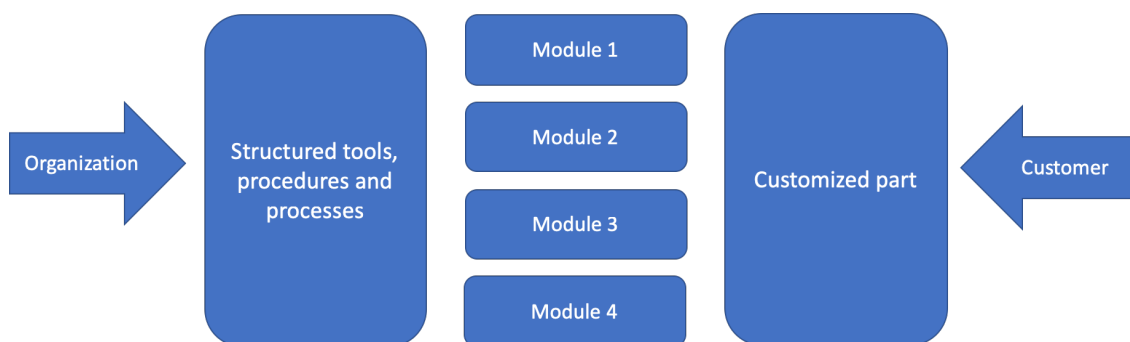 Organization
Structured tools,
procedures and
processes
Module 1
Module 2
Module 3
Module 4
Customized part
Customer